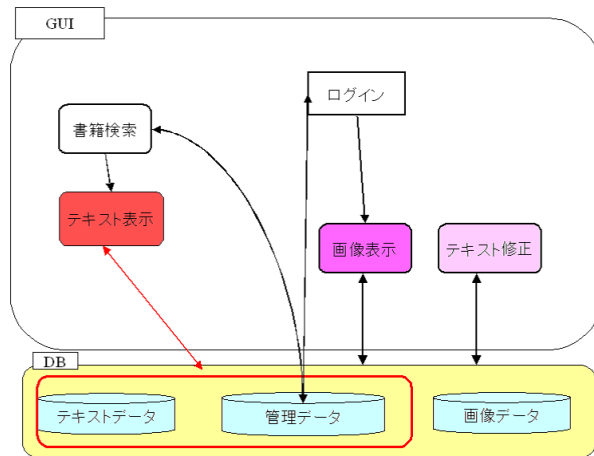 GUI
ログイン
書籍検索
テキスト表示
画像表示
テキスト修正
DB
テキストデータ
管理データ
画像データ